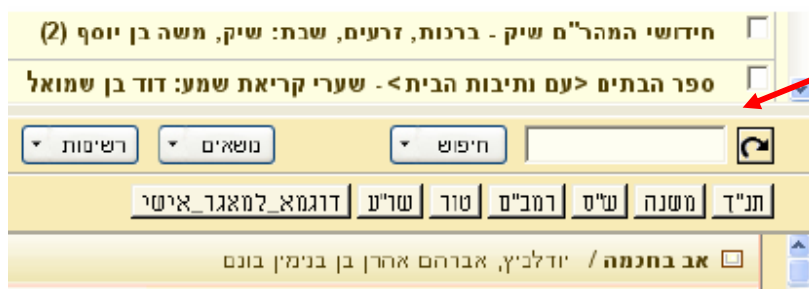 חידושי המהר"ם שיק - ברכות, זרעים, שבת: שיק, משה בן יוסף (2)
ספר הבתים <עם נתיבות הבית> - שערי קריאת שמע: דוד בן שמואל
חיפוש נושאים רשימות
תנ"ך משנה ש"ס רמב"ם טור שו"ע דוגמא_למאגר_אישי
אב בחכמה / יודלביץ, אברהם אהרן בן בנימין בונם